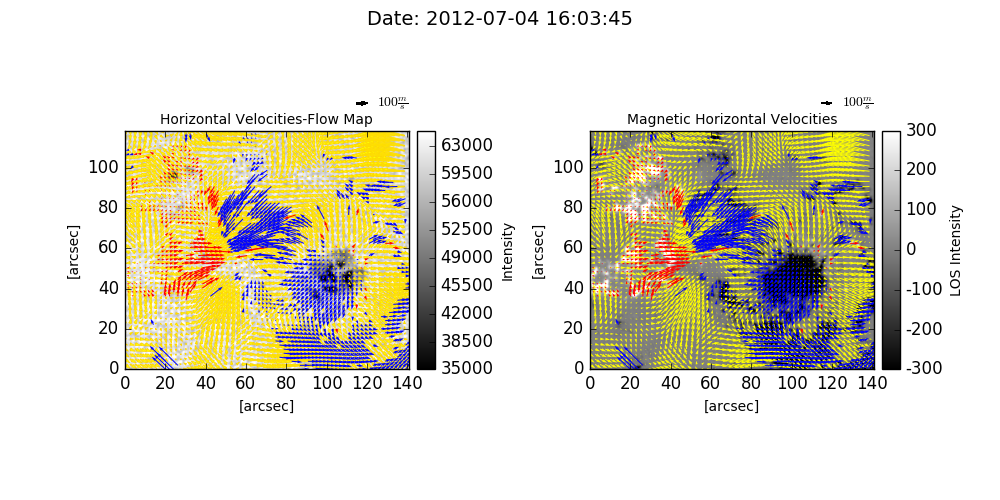 Date: 2012-07-04 16:03:45
100 m/s
100 m/s
Horizontal Velocities-Flow Map
Magnetic Horizontal Velocities
[arcsec]
100
80
60
40
20
0
0 20 40 60 80 100 120 140
[arcsec]
63000
59500
56000
52500
49000
45500
42000
38500
35000
Intensity
[arcsec]
100
80
60
40
20
0
0 20 40 60 80 100 120 140
[arcsec]
300
200
100
0
-100
-200
-300
LOS Intensity